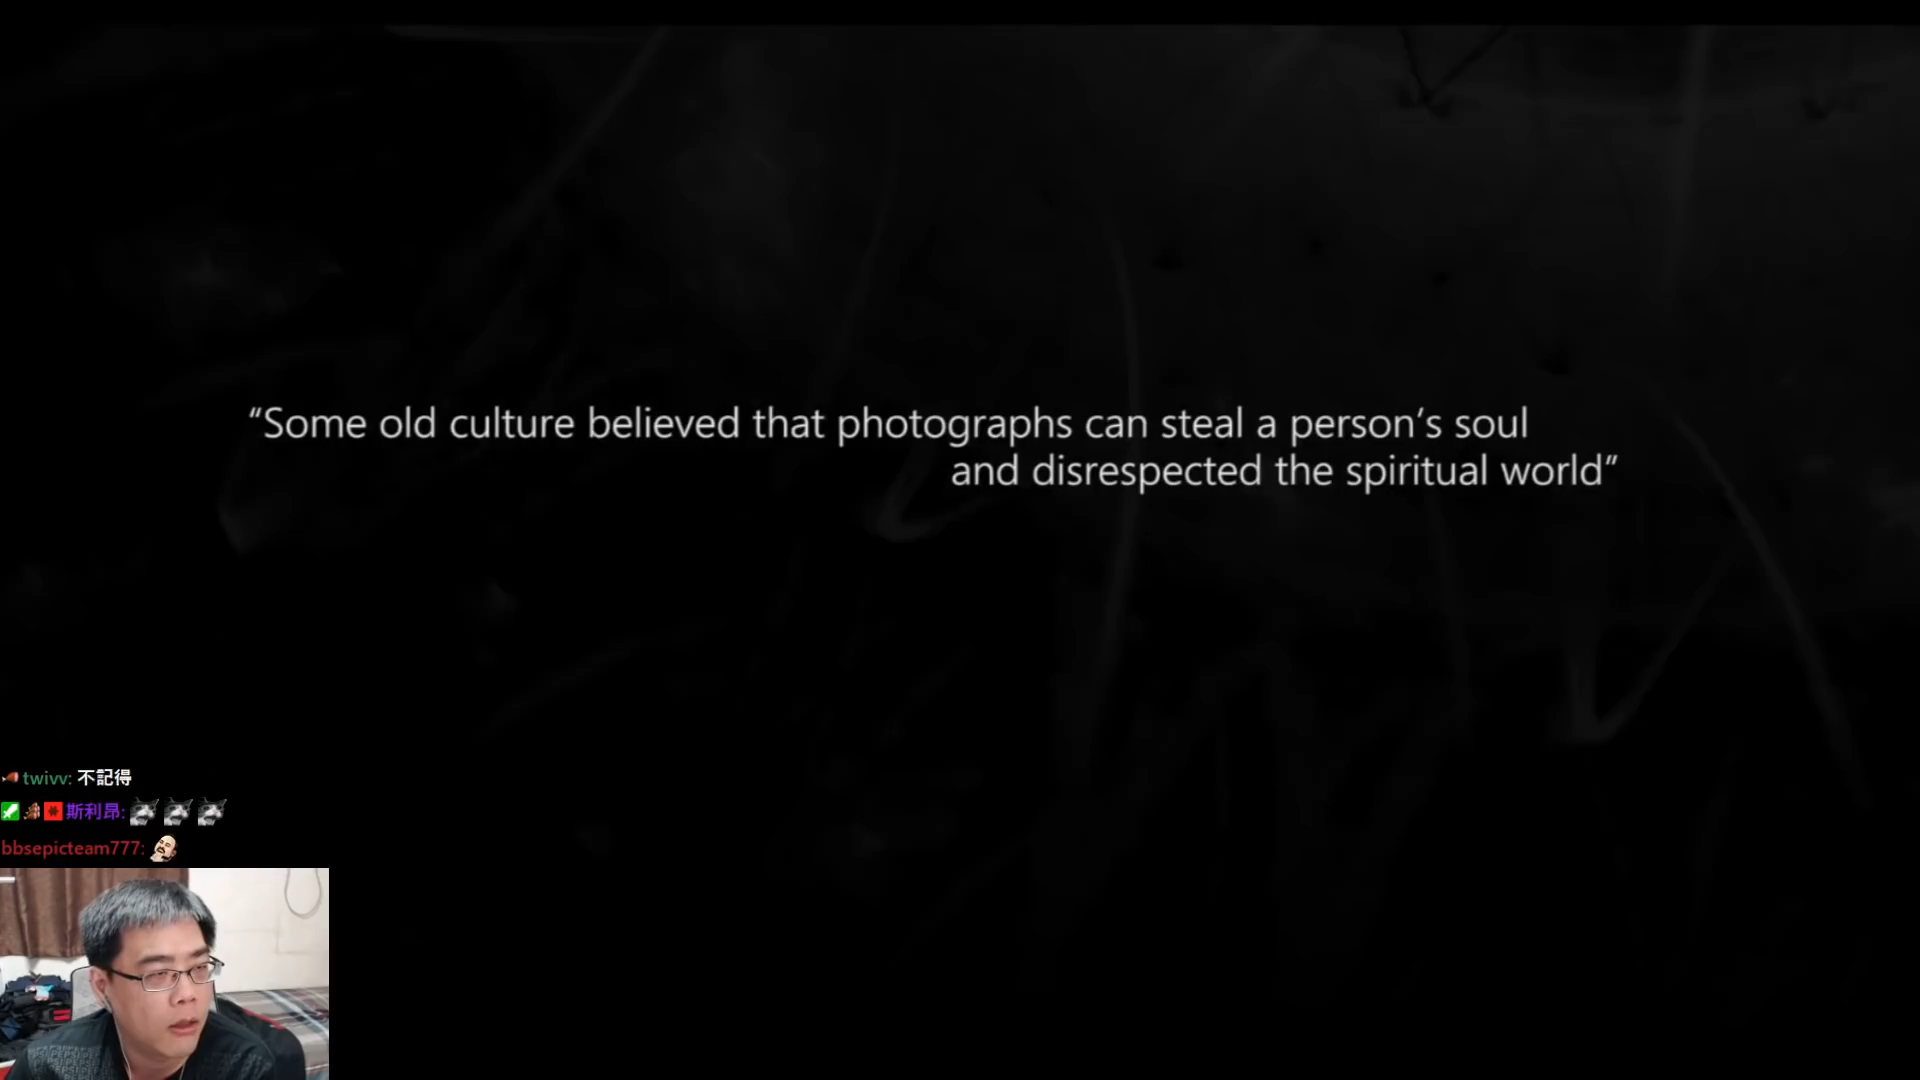 “Some old culture believed that photographs can steal a person‘s soul
and disrespected the spiritual world”
twivv: 不記得
斯利昂:
bbsepicteam777: